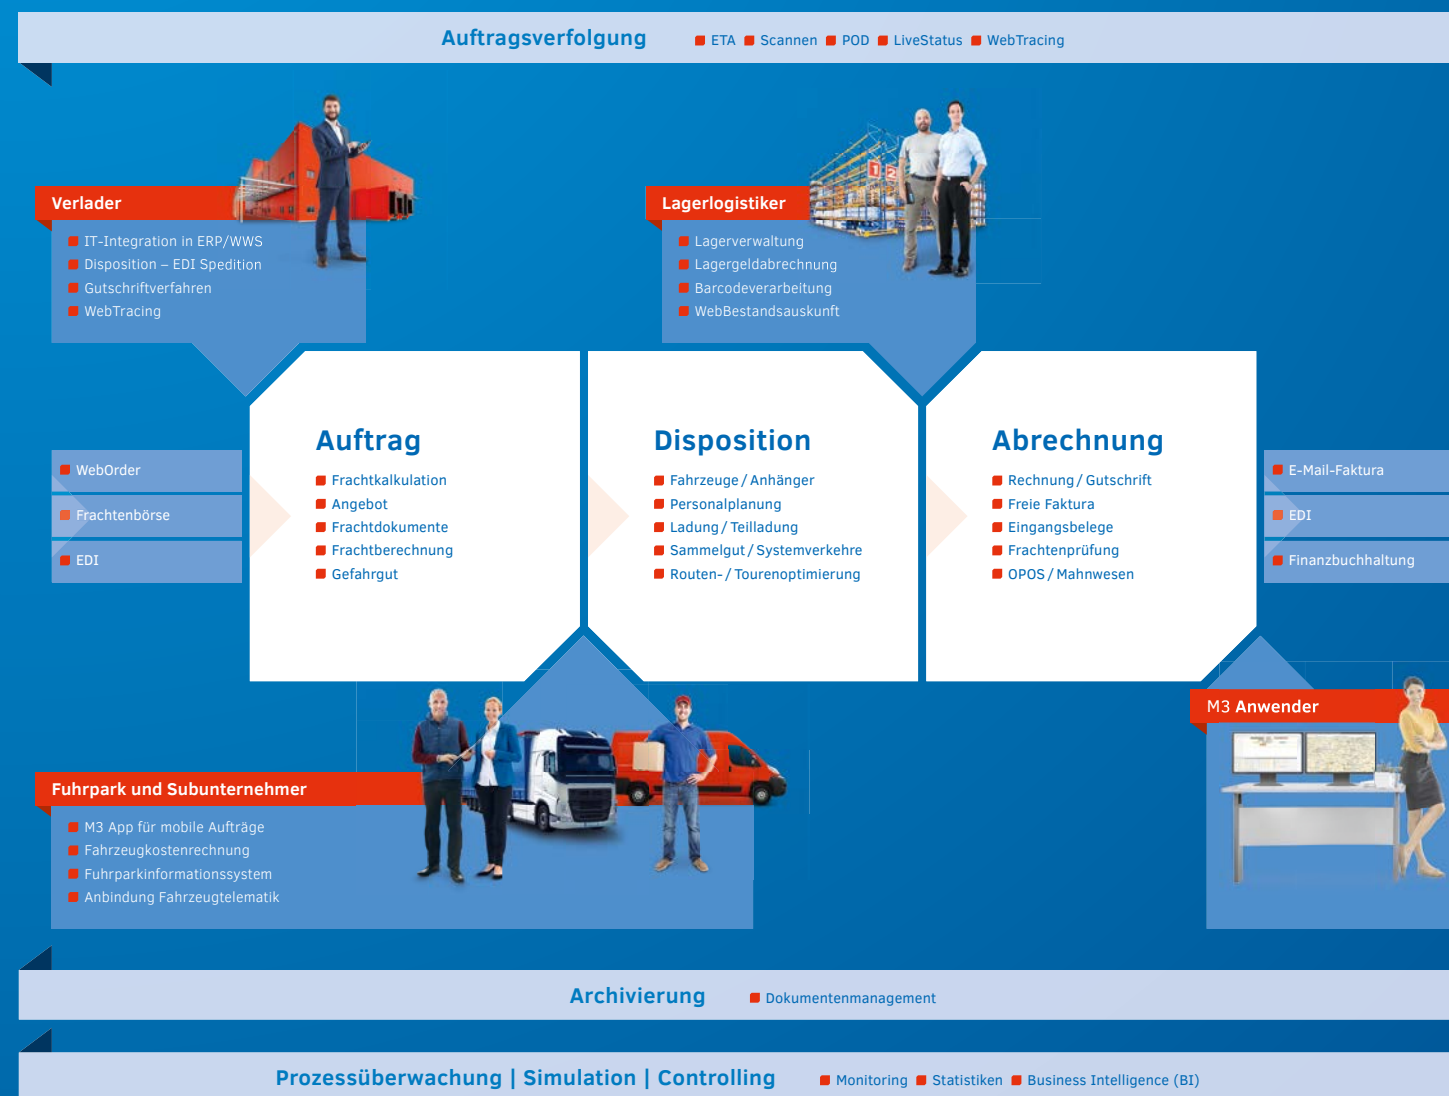 Auftragsverfolgung ETA Scannen POD LiveStatus WebTracing
Verlader
IT-Integration in ERP/WWS
Disposition – EDI Spedition
Gutschriftverfahren
WebTracing
Lagerlogistiker
Lagerverwaltung
Lagergeldabrechnung
Barcodeverarbeitung
WebBestandsauskunft
1 2
WebOrder
Frachtenbörse
EDI
Auftrag
Frachtkalkulation
Angebot
Frachtdokumente
Frachtberechnung
Gefahrgut
Disposition
Fahrzeuge / Anhänger
Personalplanung
Ladung / Teilladung
Sammelgut / Systemverkehre
Routen- / Tourenoptimierung
Abrechnung
Rechnung / Gutschrift
Freie Faktura
Eingangsbelege
Frachtenprüfung
OPOS / Mahnwesen
E-Mail-Faktura
EDI
Finanzbuchhaltung
Fuhrpark und Subunternehmer
M3 App für mobile Aufträge
Fahrzeugkostenrechnung
Fuhrparkinformationssystem
Anbindung Fahrzeugtelematik
M3 Anwender
Archivierung Dokumentenmanagement
Prozessüberwachung | Simulation | Controlling Monitoring Statistiken Business Intelligence (BI)